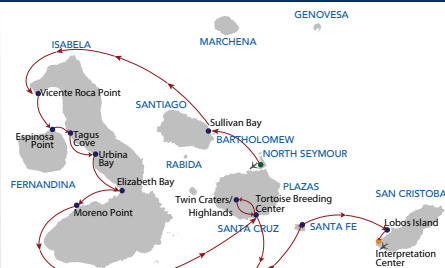 GENOVESA
MARCHENA
ISABELA
Vicente Roca Point
SANTIAGO
Sullivan Bay
BARTHOLOMEW
Espinosa
Point
Tagus
Cove
Urbina
Bay
RABIDA
NORTH SEYMOUR
FERNANDINA
Elizabeth Bay
PLAZAS
Twin Craters/
Highlands
Tortoise Breeding
Center
SAN CRISTOBA
Moreno Point
SANTA CRUZ
SANTA FE
Lobos Island
Interpretation
Center